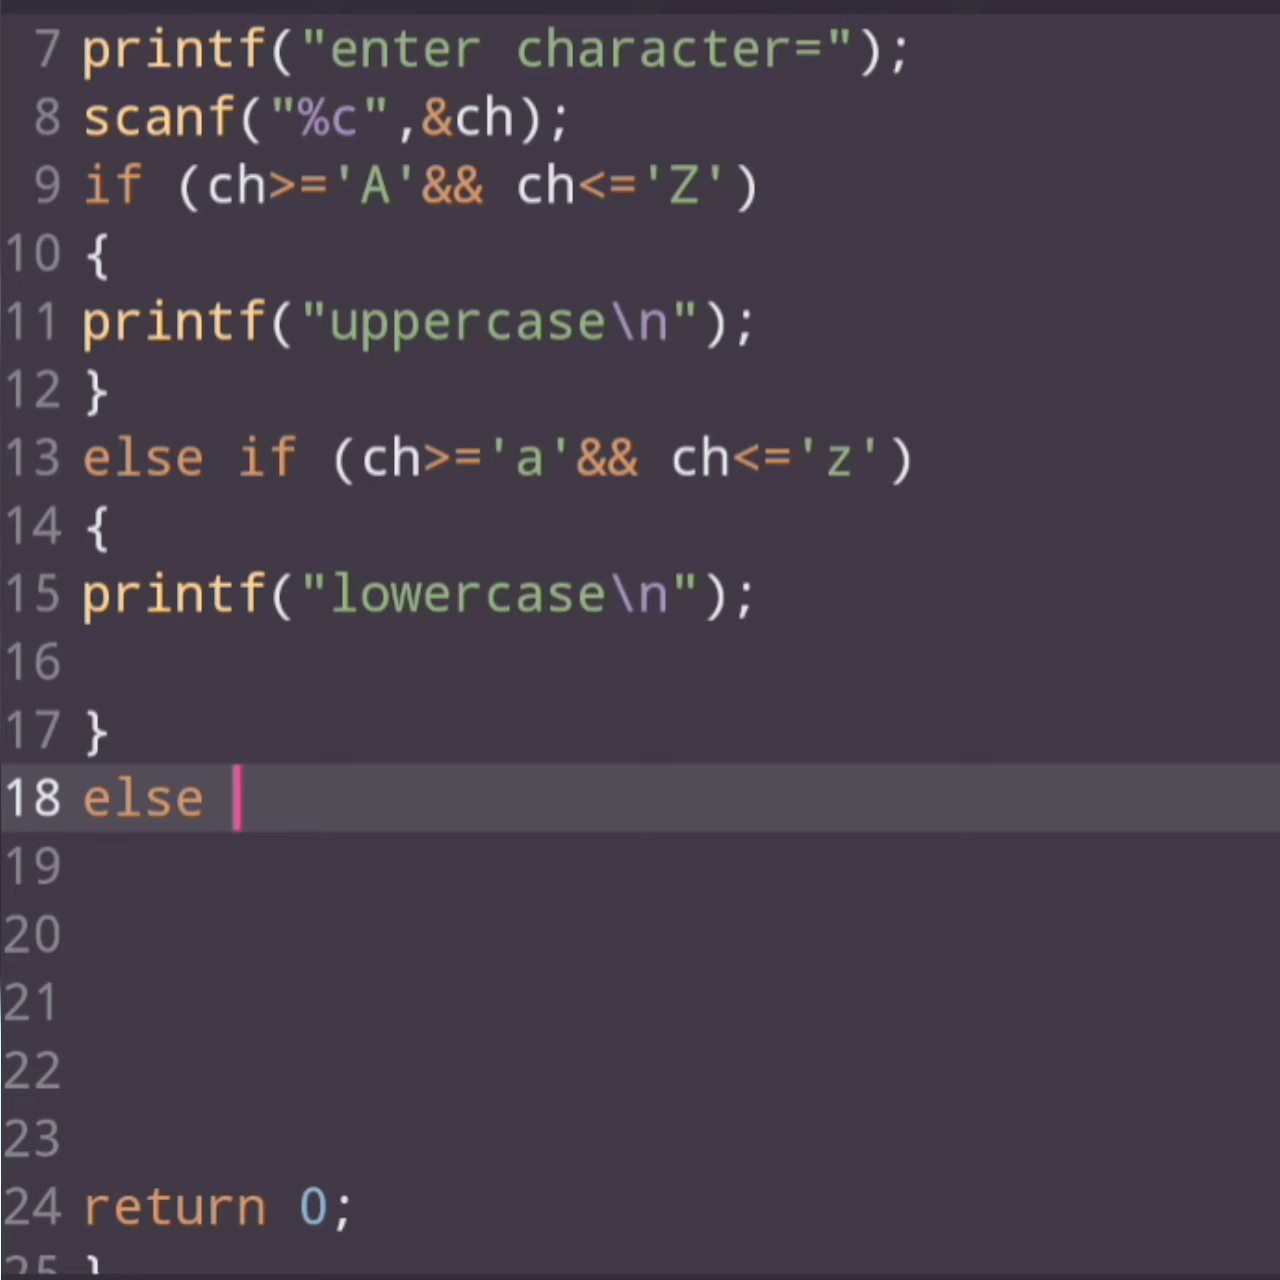 7 printf("enter character=");
8 scanf("%c",&ch);
9 if (ch>='A'&& ch<='Z')
10 {
11 printf("uppercase\n");
12 }
13 else if (ch>='a'&& ch<='z')
14 {
15 printf("lowercase\n");
16
17 }
18 else
19
20
21
22
23
24 return 0;
25 }